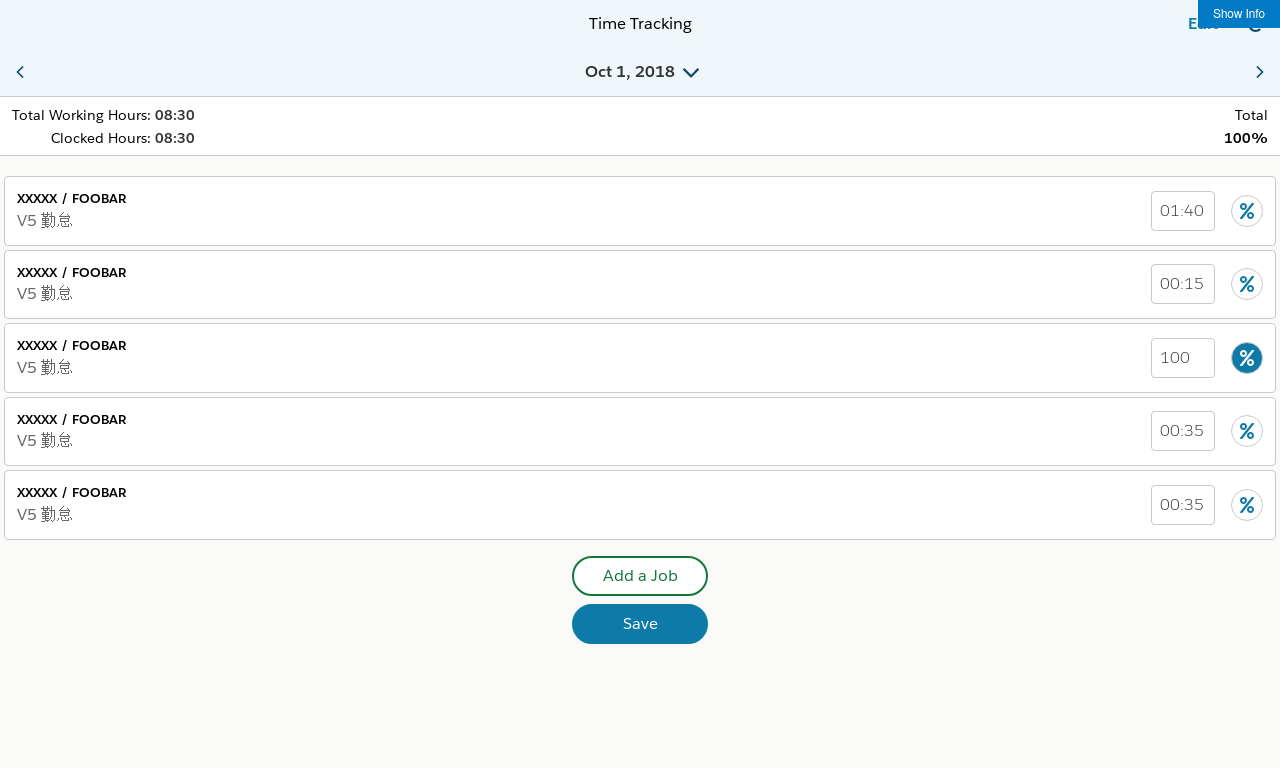 Time Tracking
Show Info
Oct 1, 2018
Total Working Hours: 08:30
Total
Clocked Hours: 08:30
100%
XXXXX / FOOBAR
V5 勤怠
01:40
%
XXXXX / FOOBAR
V5 勤怠
00:15
%
XXXXX / FOOBAR
V5 勤怠
100
%
XXXXX / FOOBAR
V5 勤怠
00:35
%
XXXXX / FOOBAR
V5 勤怠
00:35
%
Add a Job
Save